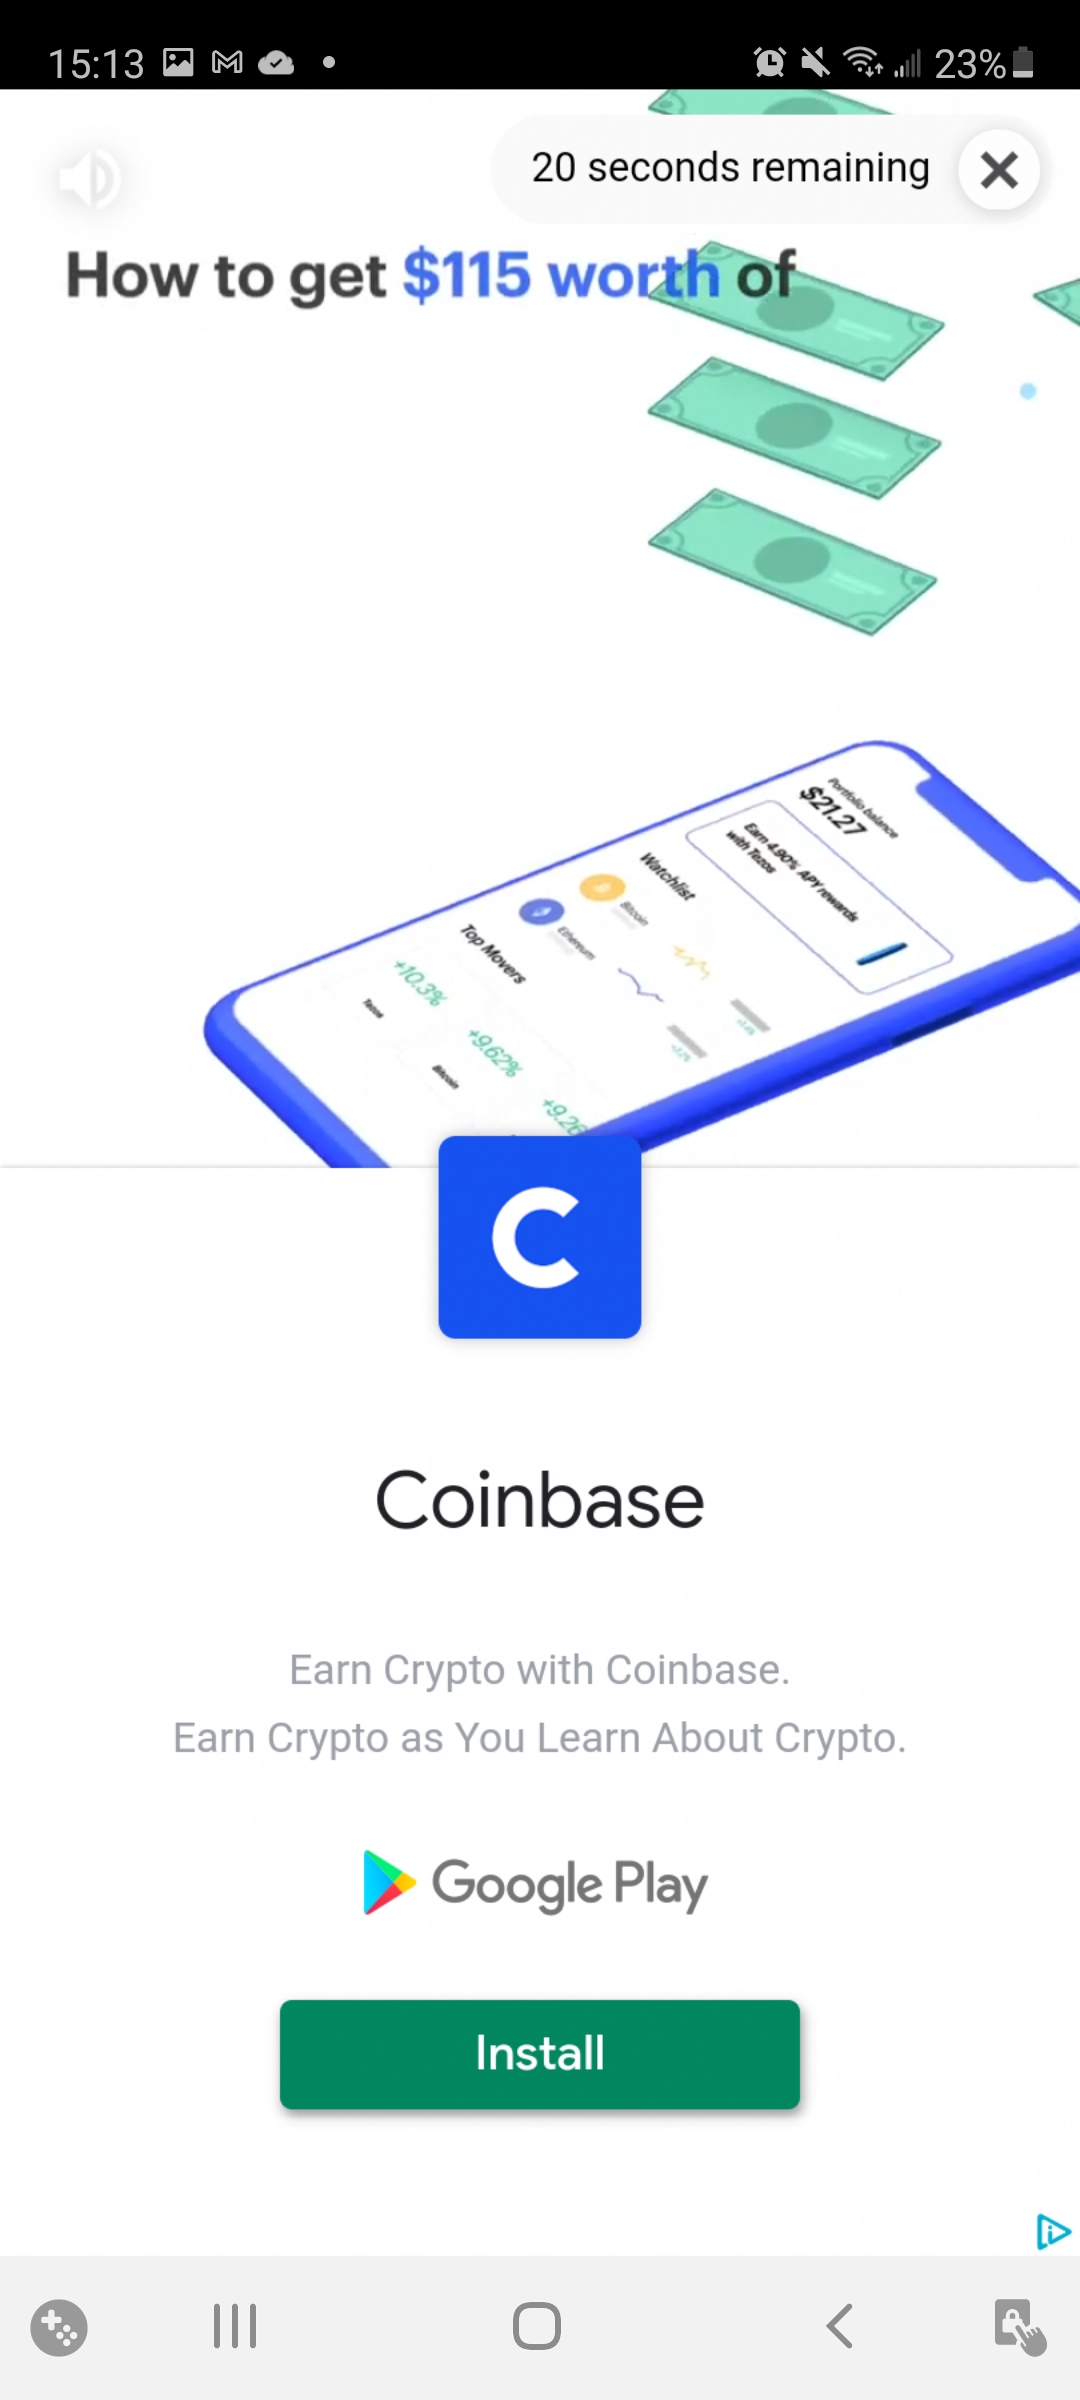 15:13
23%
20 seconds remaining
How to get $115 worth of
Portfolio balance
$21.27
Earn 4.90% APY rewards
with Tezos
Watchlist
Bitcoin
Ethereum
Top Movers
+10.3%
Tezos
+9.62%
Bitcoin
+9.26
C
Coinbase
Earn Crypto with Coinbase.
Earn Crypto as You Learn About Crypto.
Google Play
Install